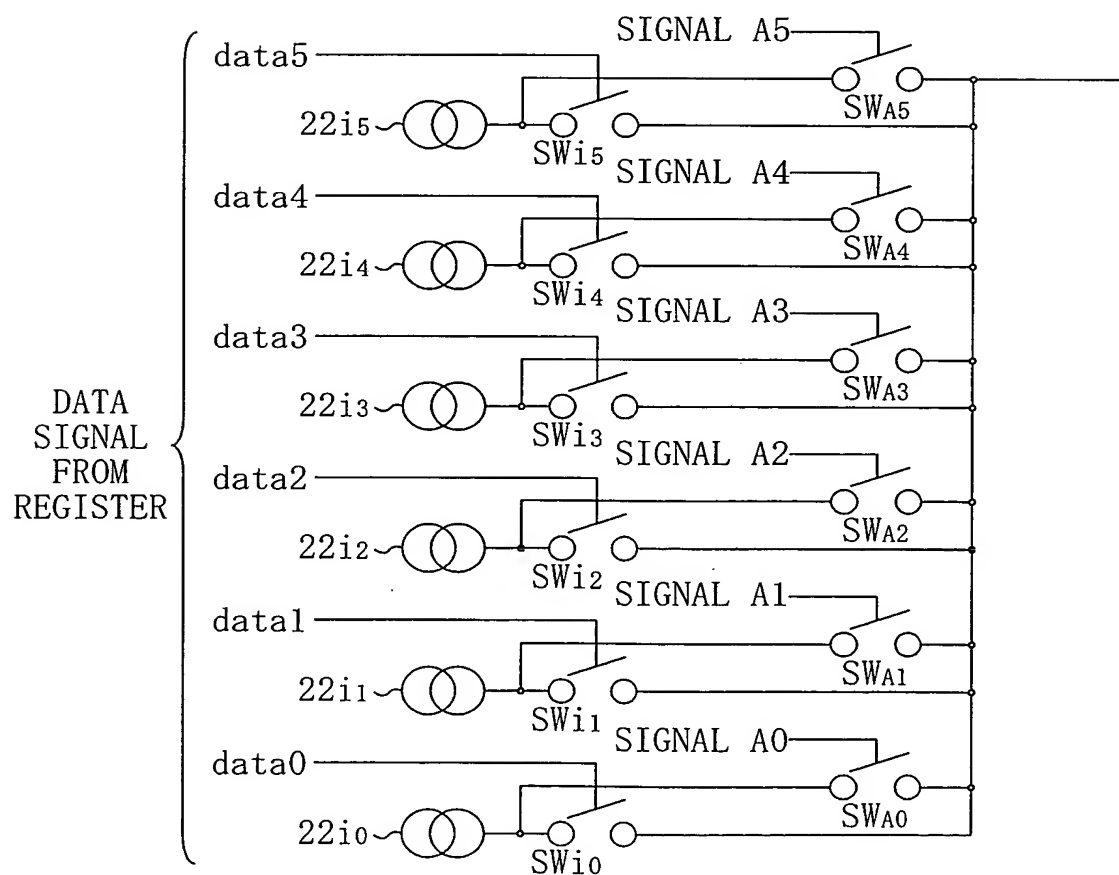 SIGNAL A5
data5
SWA5
22i5
SWi5
SIGNAL A4
data4
SWA4
22i4
SWi4
SIGNAL A3
data3
SWA3
22i3
SWi3
DATA
SIGNAL
FROM
REGISTER
SIGNAL A2
data2
SWA2
22i2
SWi2
SIGNAL A1
data1
SWA1
22i1
SWi1
SIGNAL A0
data0
SWA0
22i0
SWi0